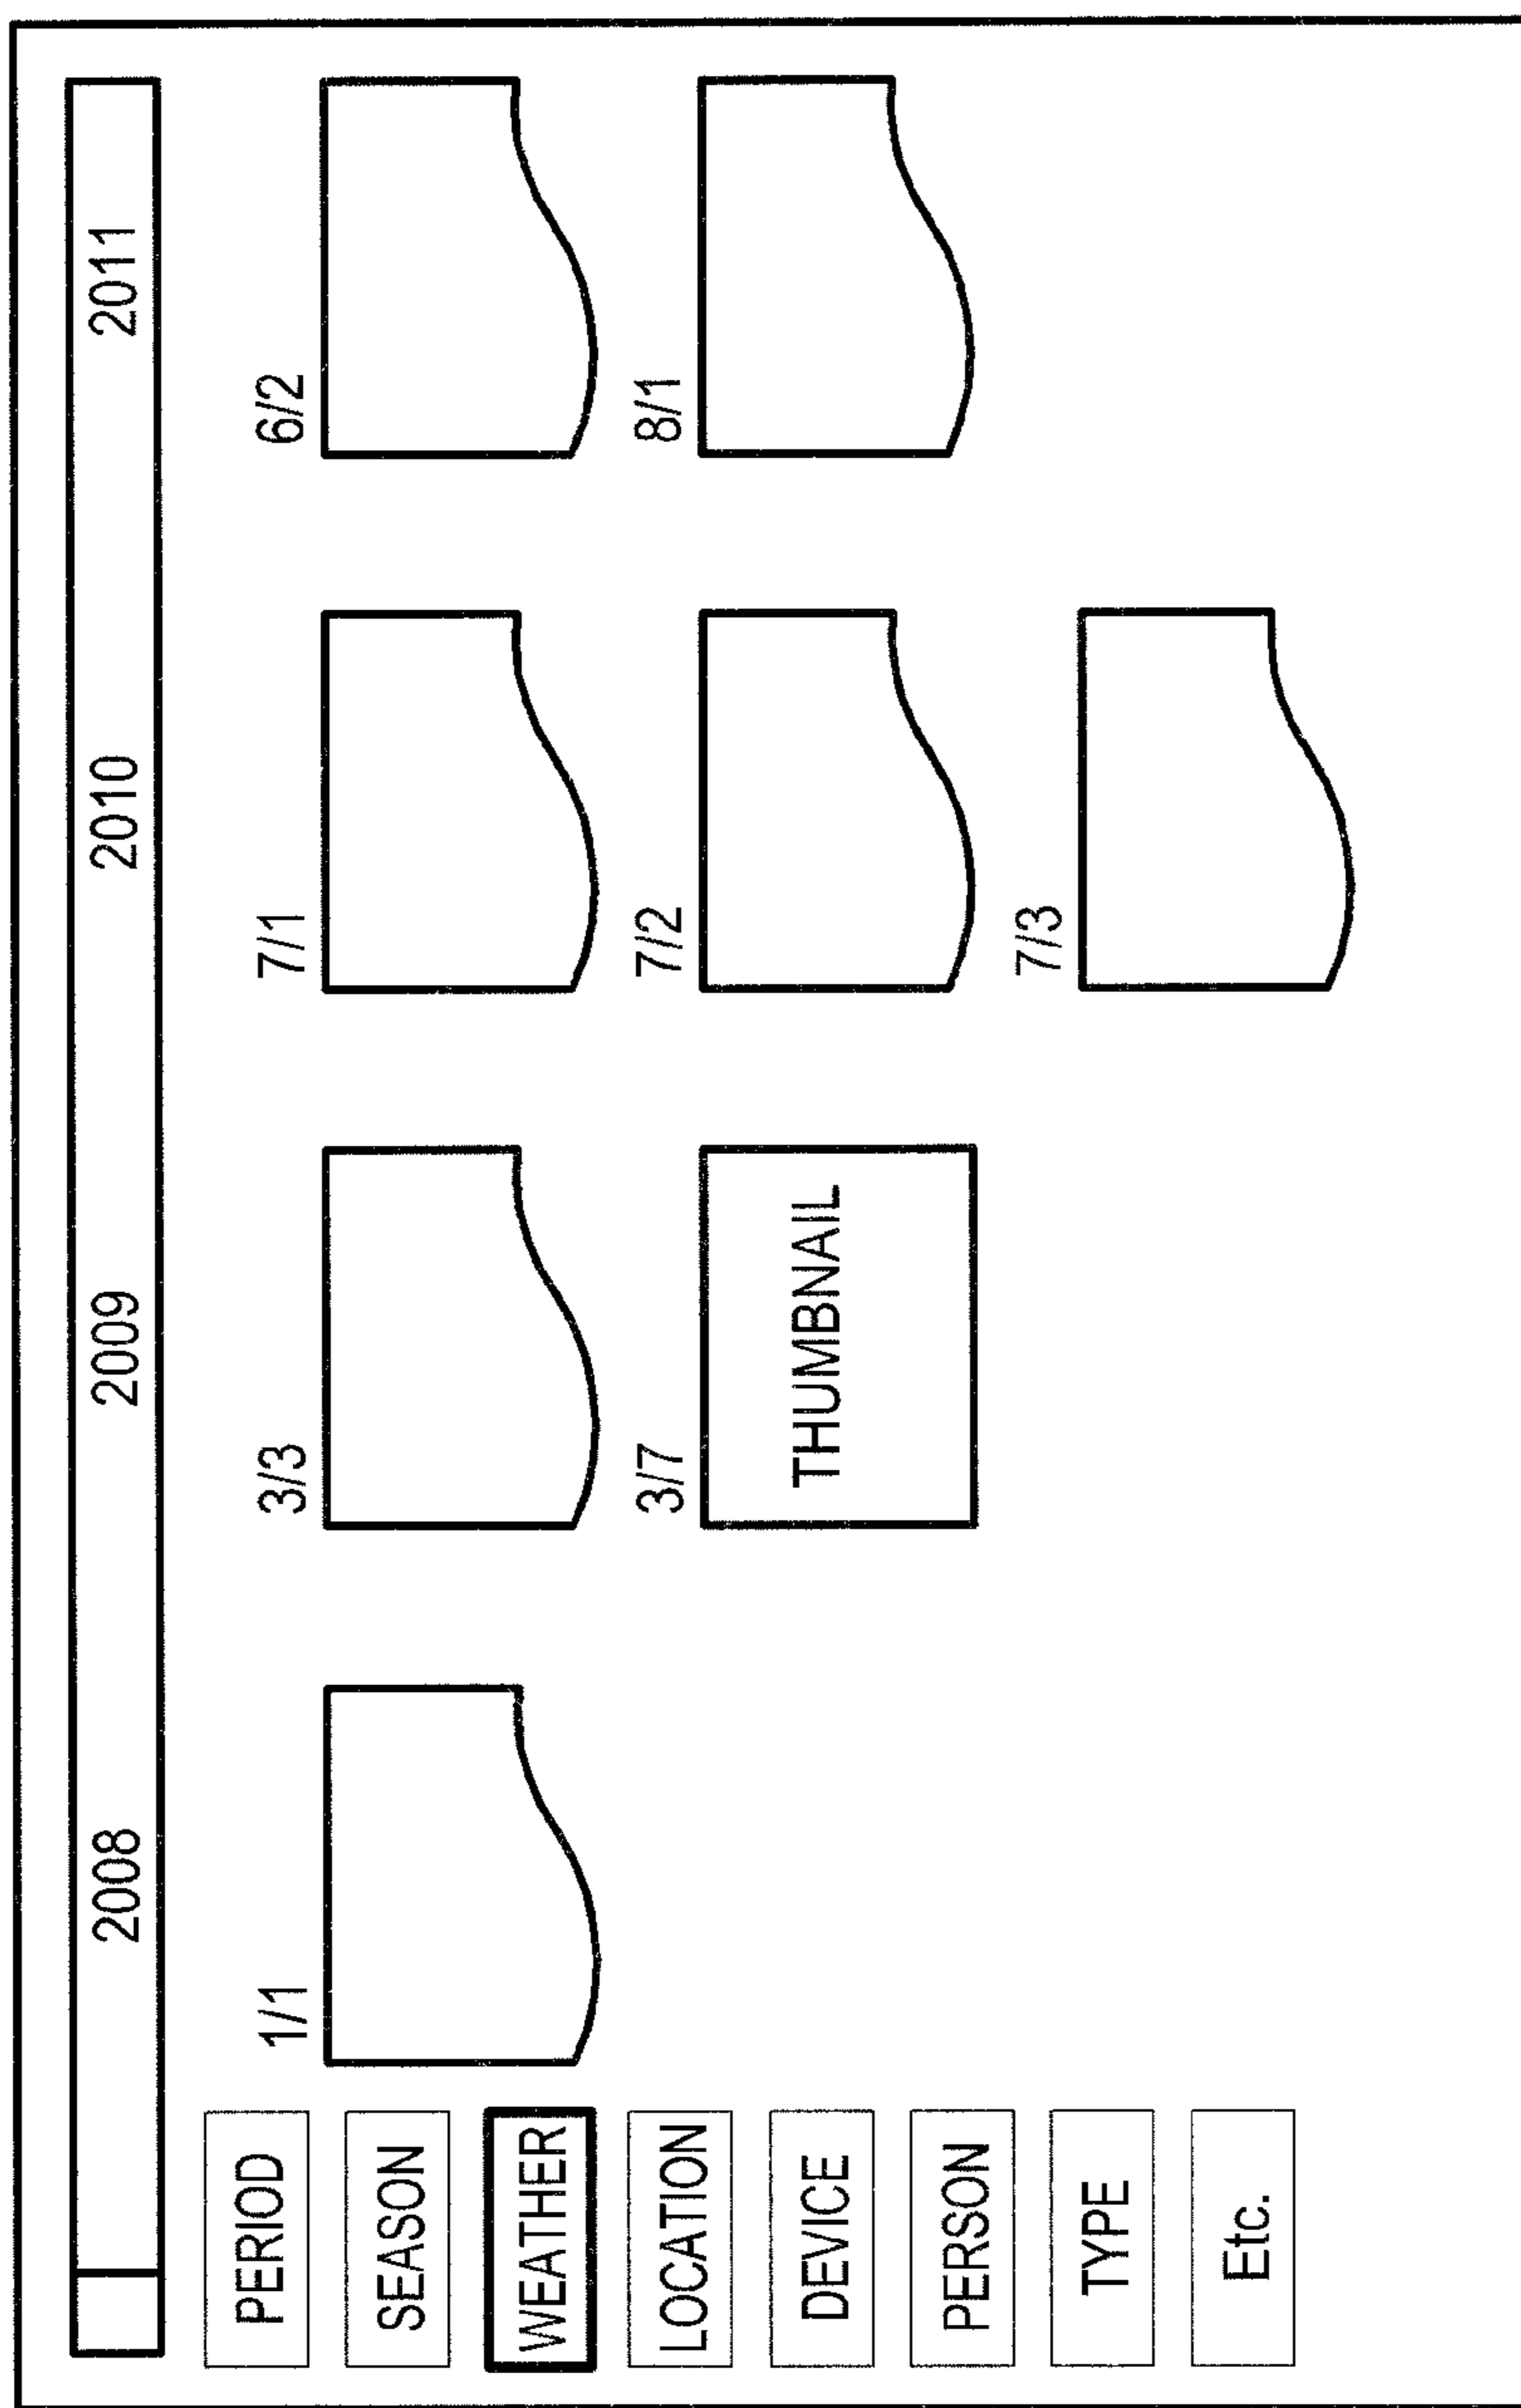 2008 2009 2010 2011
PERIOD
SEASON
WEATHER
LOCATION
DEVICE
PERSON
TYPE
Etc.
1/1
3/3
3/7
THUMBNAIL
7/1
7/2
7/3
6/2
8/1